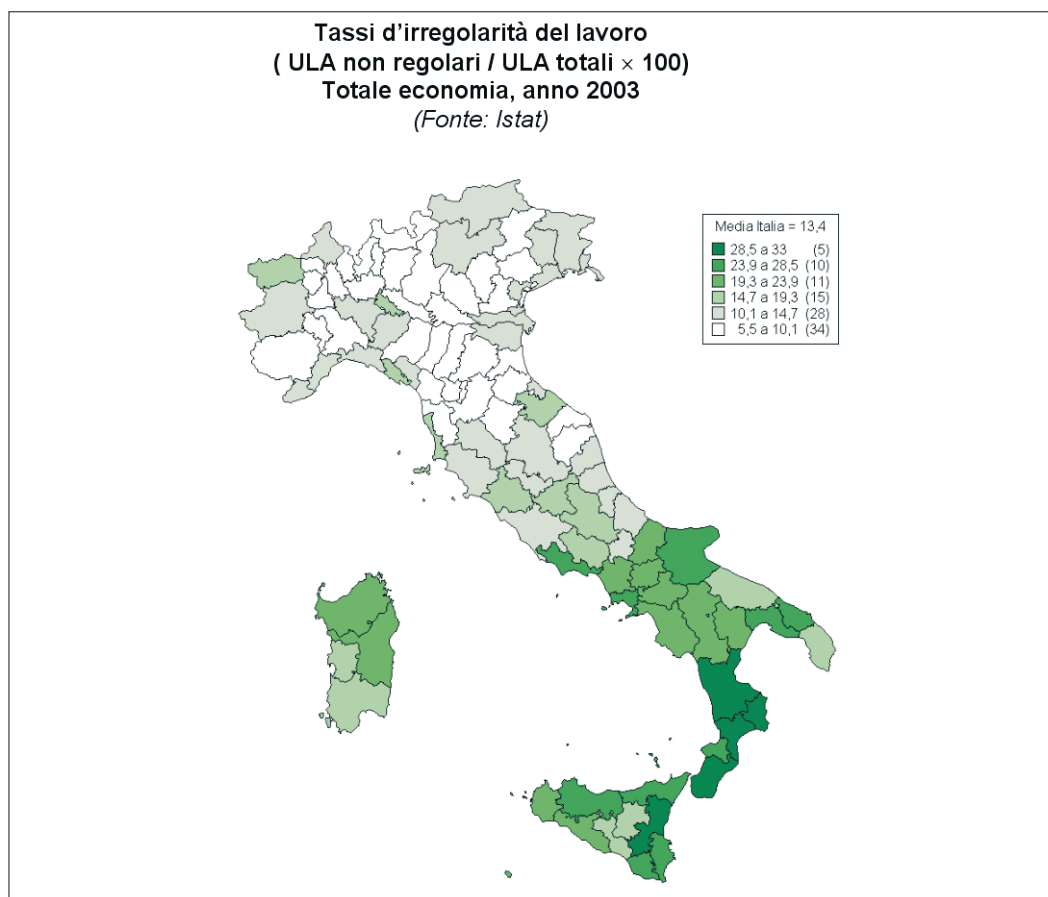 Tassi d'irregolarità del lavoro
( ULA non regolari / ULA totali × 100)
Totale economia, anno 2003
(Fonte: Istat)
Media Italia = 13,4
28,5 a 33 (5)
23,9 a 28,5 (10)
19,3 a 23,9 (11)
14,7 a 19,3 (15)
10,1 a 14,7 (28)
5,5 a 10,1 (34)